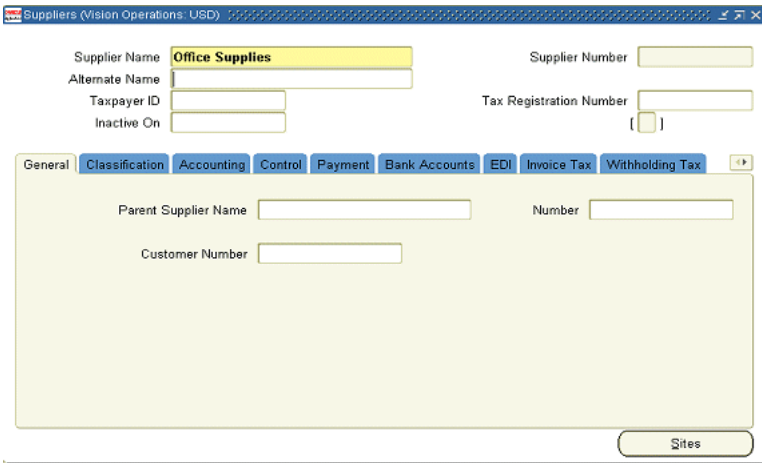 Suppliers (Vision Operations: USD)
Supplier Name Office Supplies Supplier Number
Alternate Name
Taxpayer ID Tax Registration Number
Inactive On [ ]
General Classification Accounting Control Payment Bank Accounts EDI Invoice Tax Withholding Tax
Parent Supplier Name Number
Customer Number
Sites